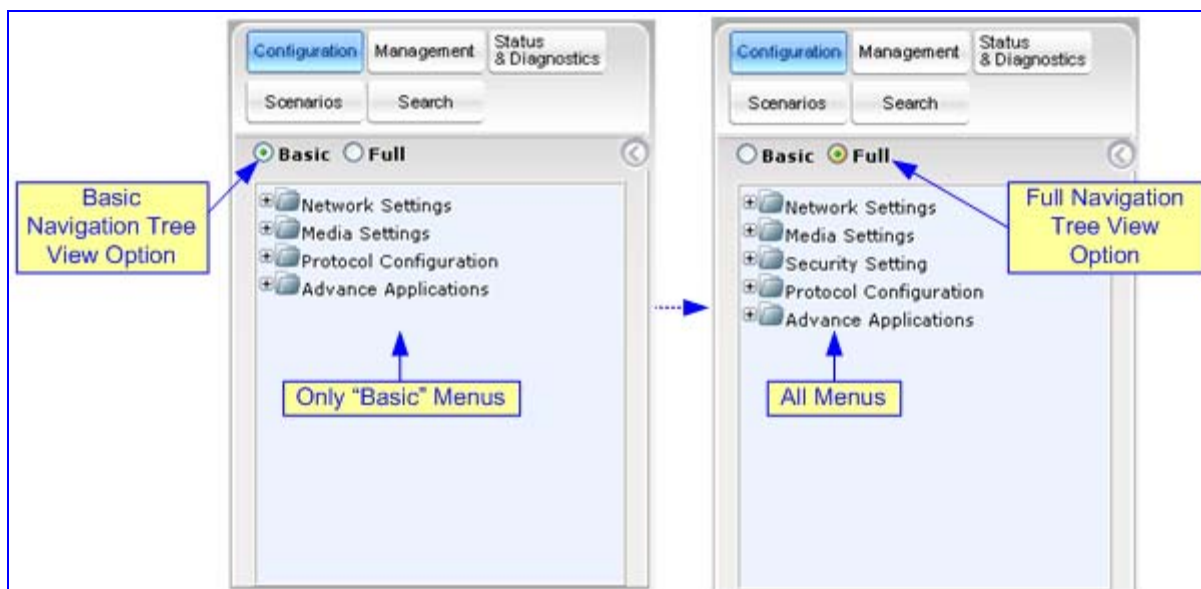 Configuration
Management
Status
& Diagnostics
Scenarios
Search
Basic
Full
Network Settings
Media Settings
Protocol Configuration
Advance Applications
Basic
Navigation Tree
View Option
Only “Basic” Menus
Configuration
Management
Status
& Diagnostics
Scenarios
Search
Basic
Full
Network Settings
Media Settings
Security Setting
Protocol Configuration
Advance Applications
Full Navigation
Tree View
Option
All Menus